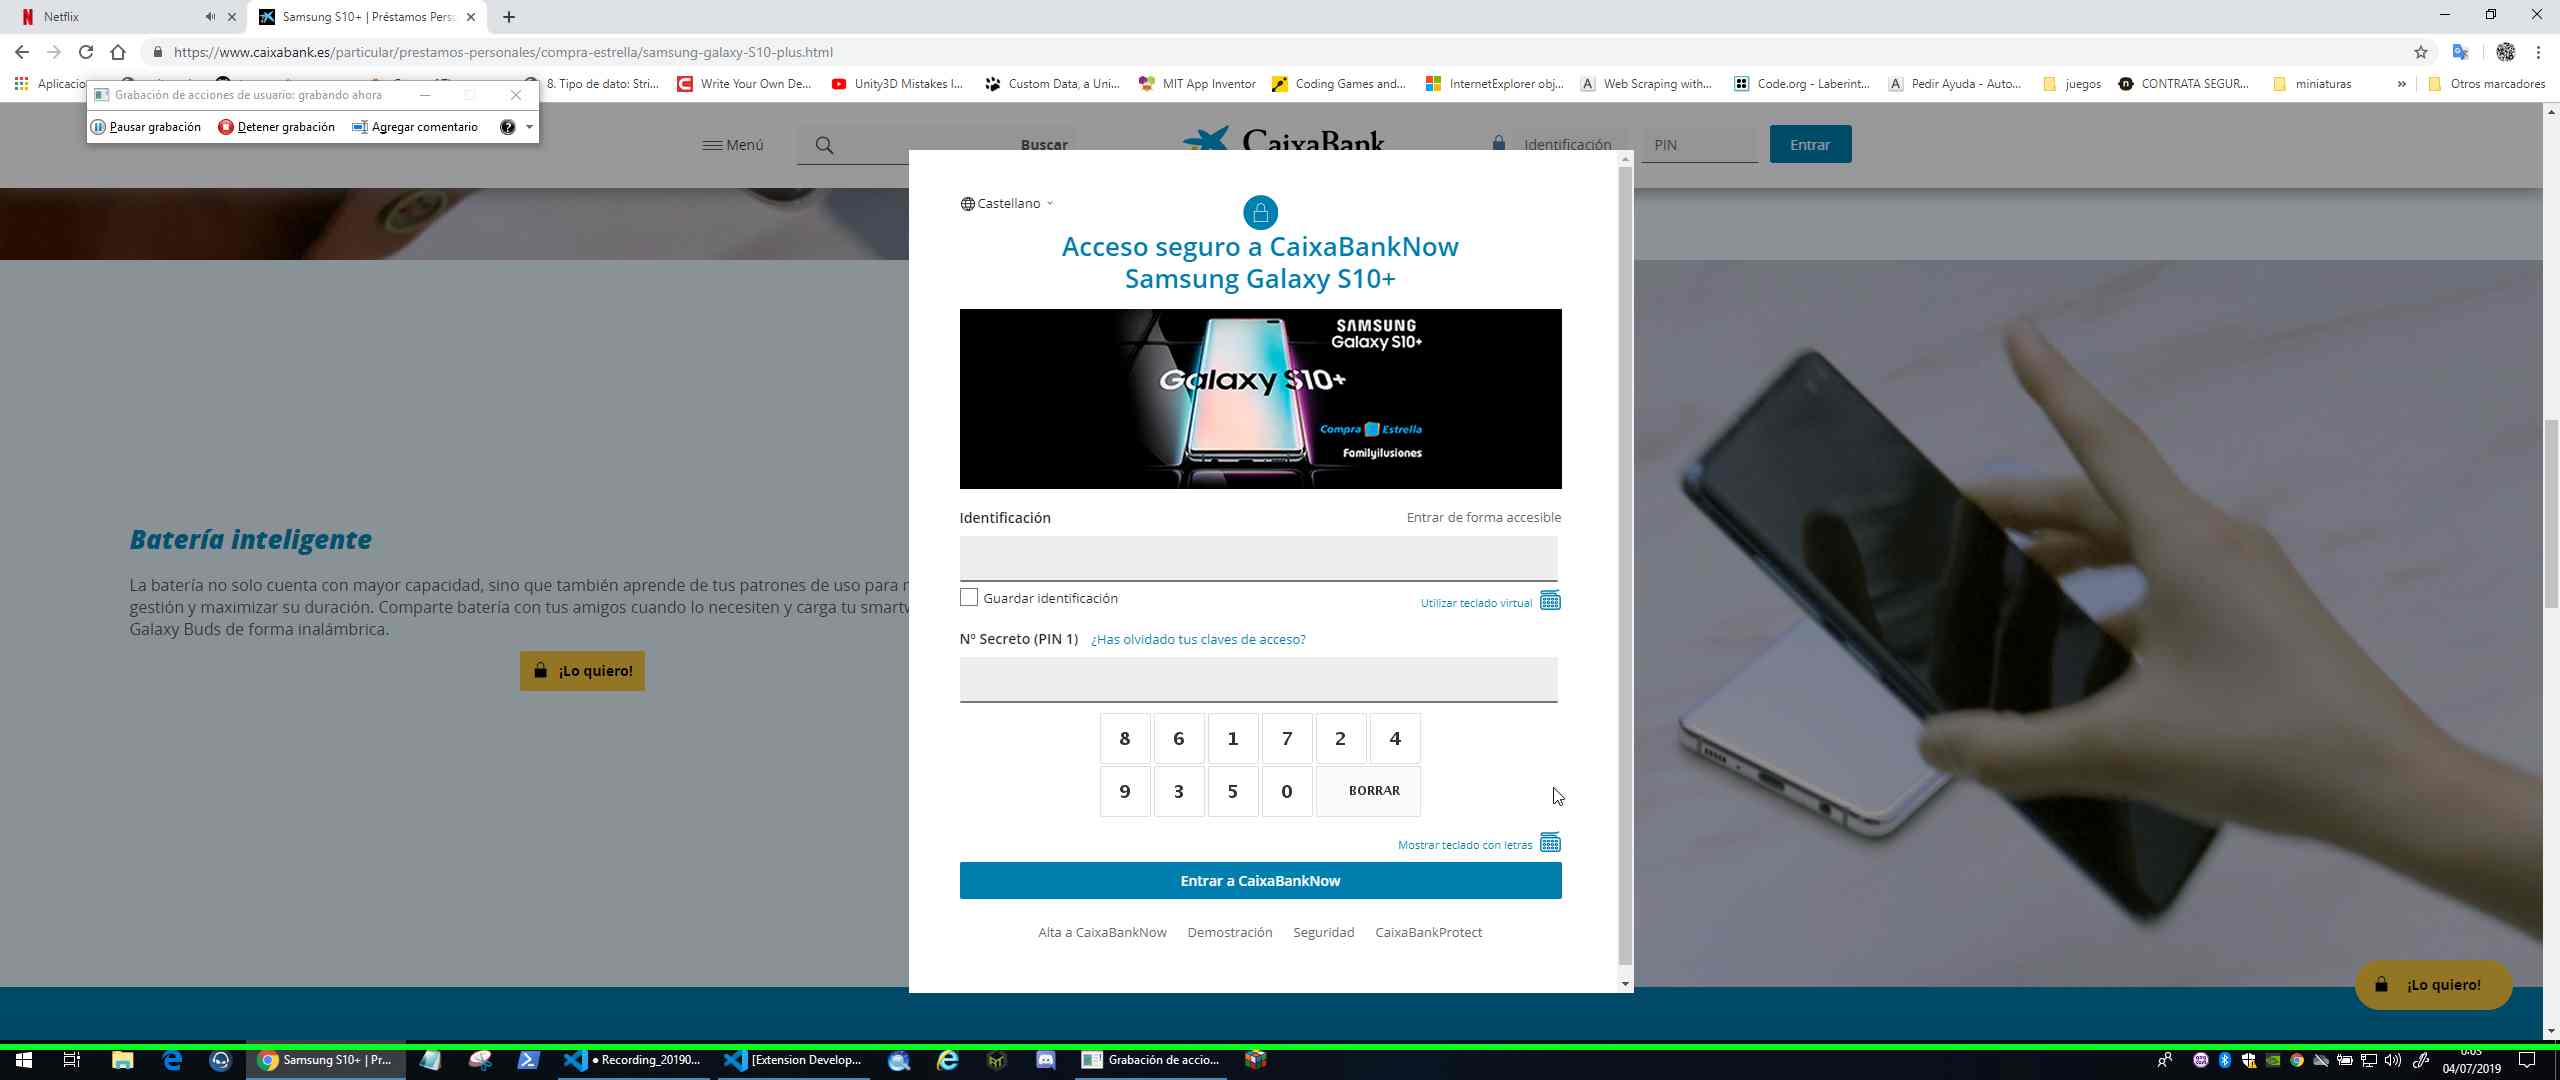 Netflix
Samsung S10+ | Préstamos Perso
https://www.caixabank.es/particular/prestamos-personales/compra-estrella/samsung-galaxy-S10-plus.html
Aplicacio
8. Tipo de dato: Stri...
Write Your Own De...
Unity3D Mistakes I...
Custom Data, a Uni...
MIT App Inventor
Coding Games and...
InternetExplorer obj...
Web Scraping with...
Code.org - Laberint...
Pedir Ayuda - Auto...
juegos
CONTRATA SEGUR...
miniaturas
»
Otros marcadores
Grabación de acciones de usuario: grabando ahora
Pausar grabación
Detener grabación
Agregar comentario
Menú
Buscar
CaixaBank
Identificación
PIN
Entrar
Castellano
Acceso seguro a CaixaBankNow
Samsung Galaxy S10+
SAMSUNG
Galaxy S10+
Galaxy S10+
Compra Estrella
Familyilusiones
Identificación
Entrar de forma accesible
Guardar identificación
Utilizar teclado virtual
Nº Secreto (PIN 1)
¿Has olvidado tus claves de acceso?
8 6 1 7 2 4
9 3 5 0 BORRAR
Mostrar teclado con letras
Entrar a CaixaBankNow
Alta a CaixaBankNow
Demostración
Seguridad
CaixaBankProtect
Batería inteligente
La batería no solo cuenta con mayor capacidad, sino que también aprende de tus patrones de uso para
gestión y maximizar su duración. Comparte batería con tus amigos cuando lo necesiten y carga tu smartw
Galaxy Buds de forma inalámbrica.
¡Lo quiero!
¡Lo quiero!
Samsung S10+ | Pr...
● Recording_20190...
[Extension Develop...
Grabación de accio...
0:03
04/07/2019